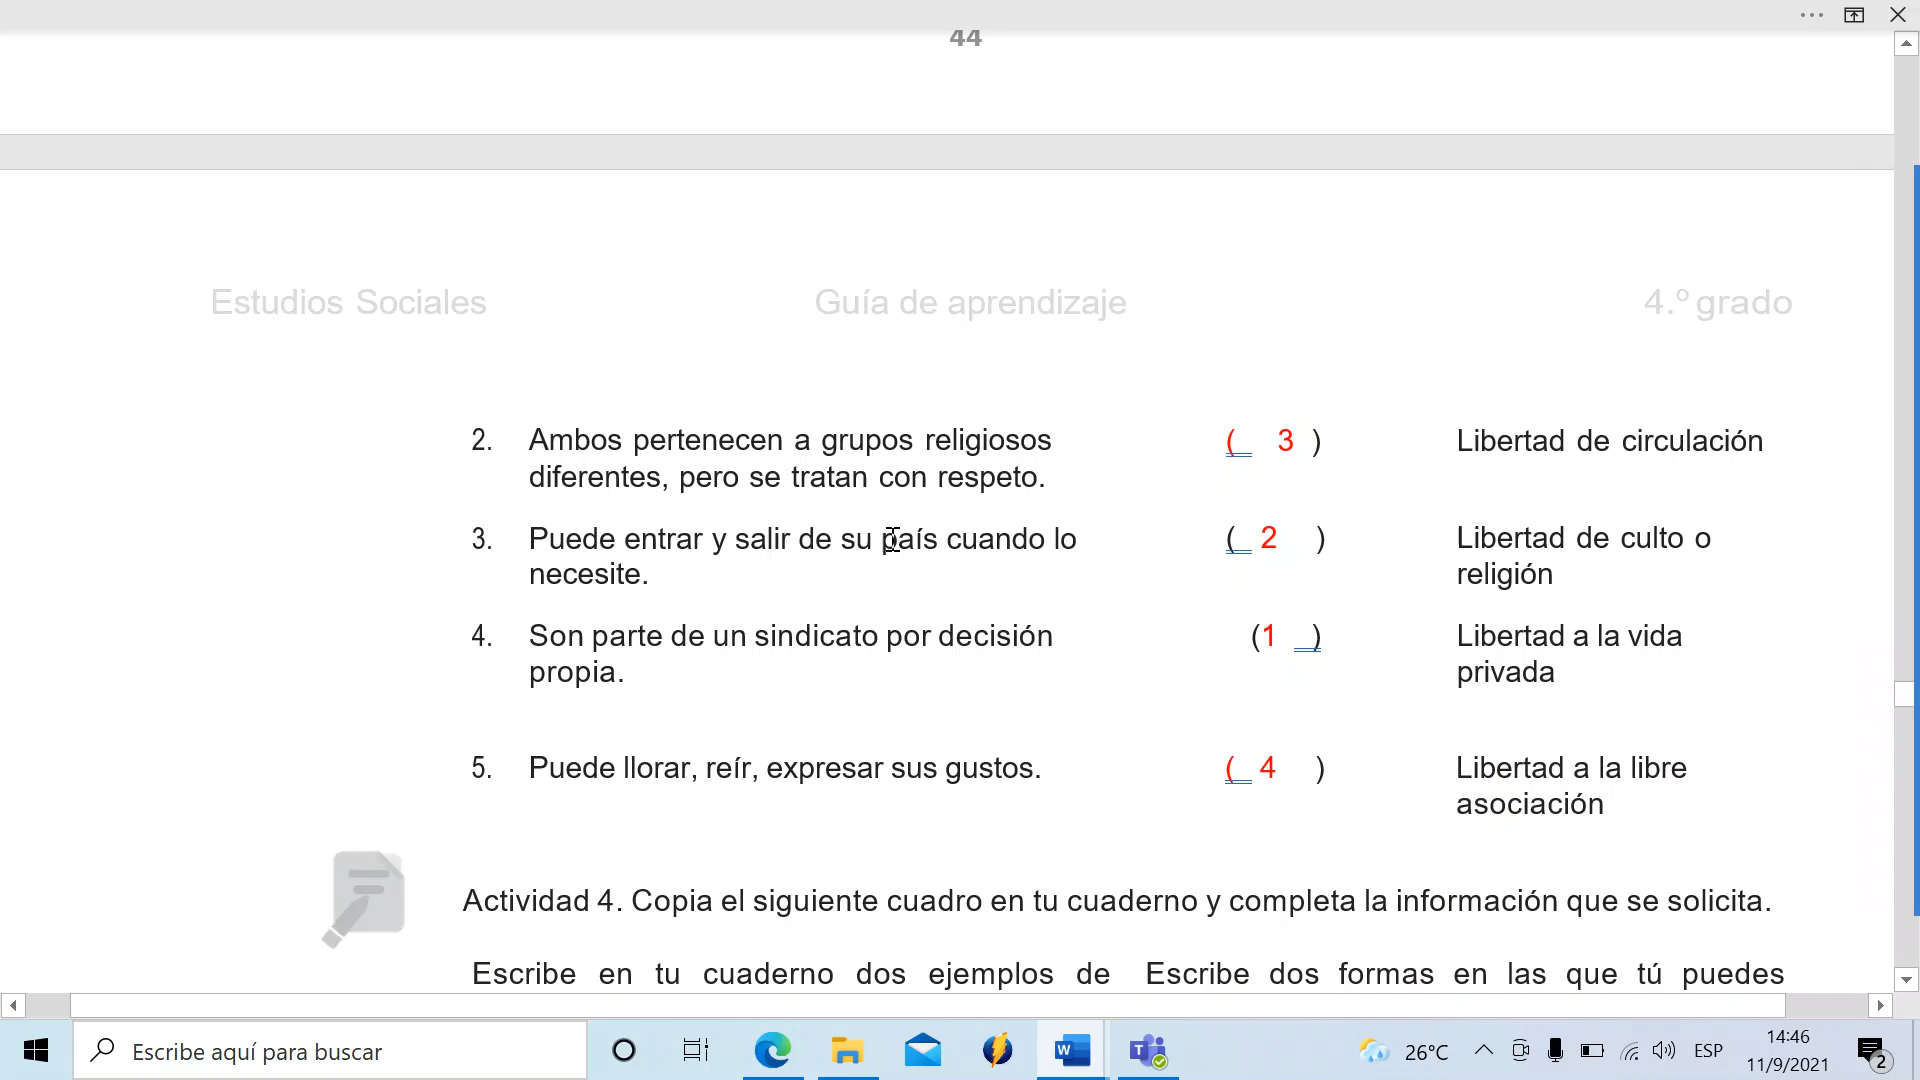 44
Estudios Sociales Guía de aprendizaje 4.º grado
2. Ambos pertenecen a grupos religiosos ( 3 ) Libertad de circulación
diferentes, pero se tratan con respeto.
3. Puede entrar y salir de su país cuando lo ( 2 ) Libertad de culto o
necesite. religión
4. Son parte de un sindicato por decisión (1 ) Libertad a la vida
propia. privada
5. Puede llorar, reír, expresar sus gustos. ( 4 ) Libertad a la libre
asociación
Actividad 4. Copia el siguiente cuadro en tu cuaderno y completa la información que se solicita.
Escribe en tu cuaderno dos ejemplos de Escribe dos formas en las que tú puedes
Escribe aquí para buscar 26°C ESP 14:46
11/9/2021 2